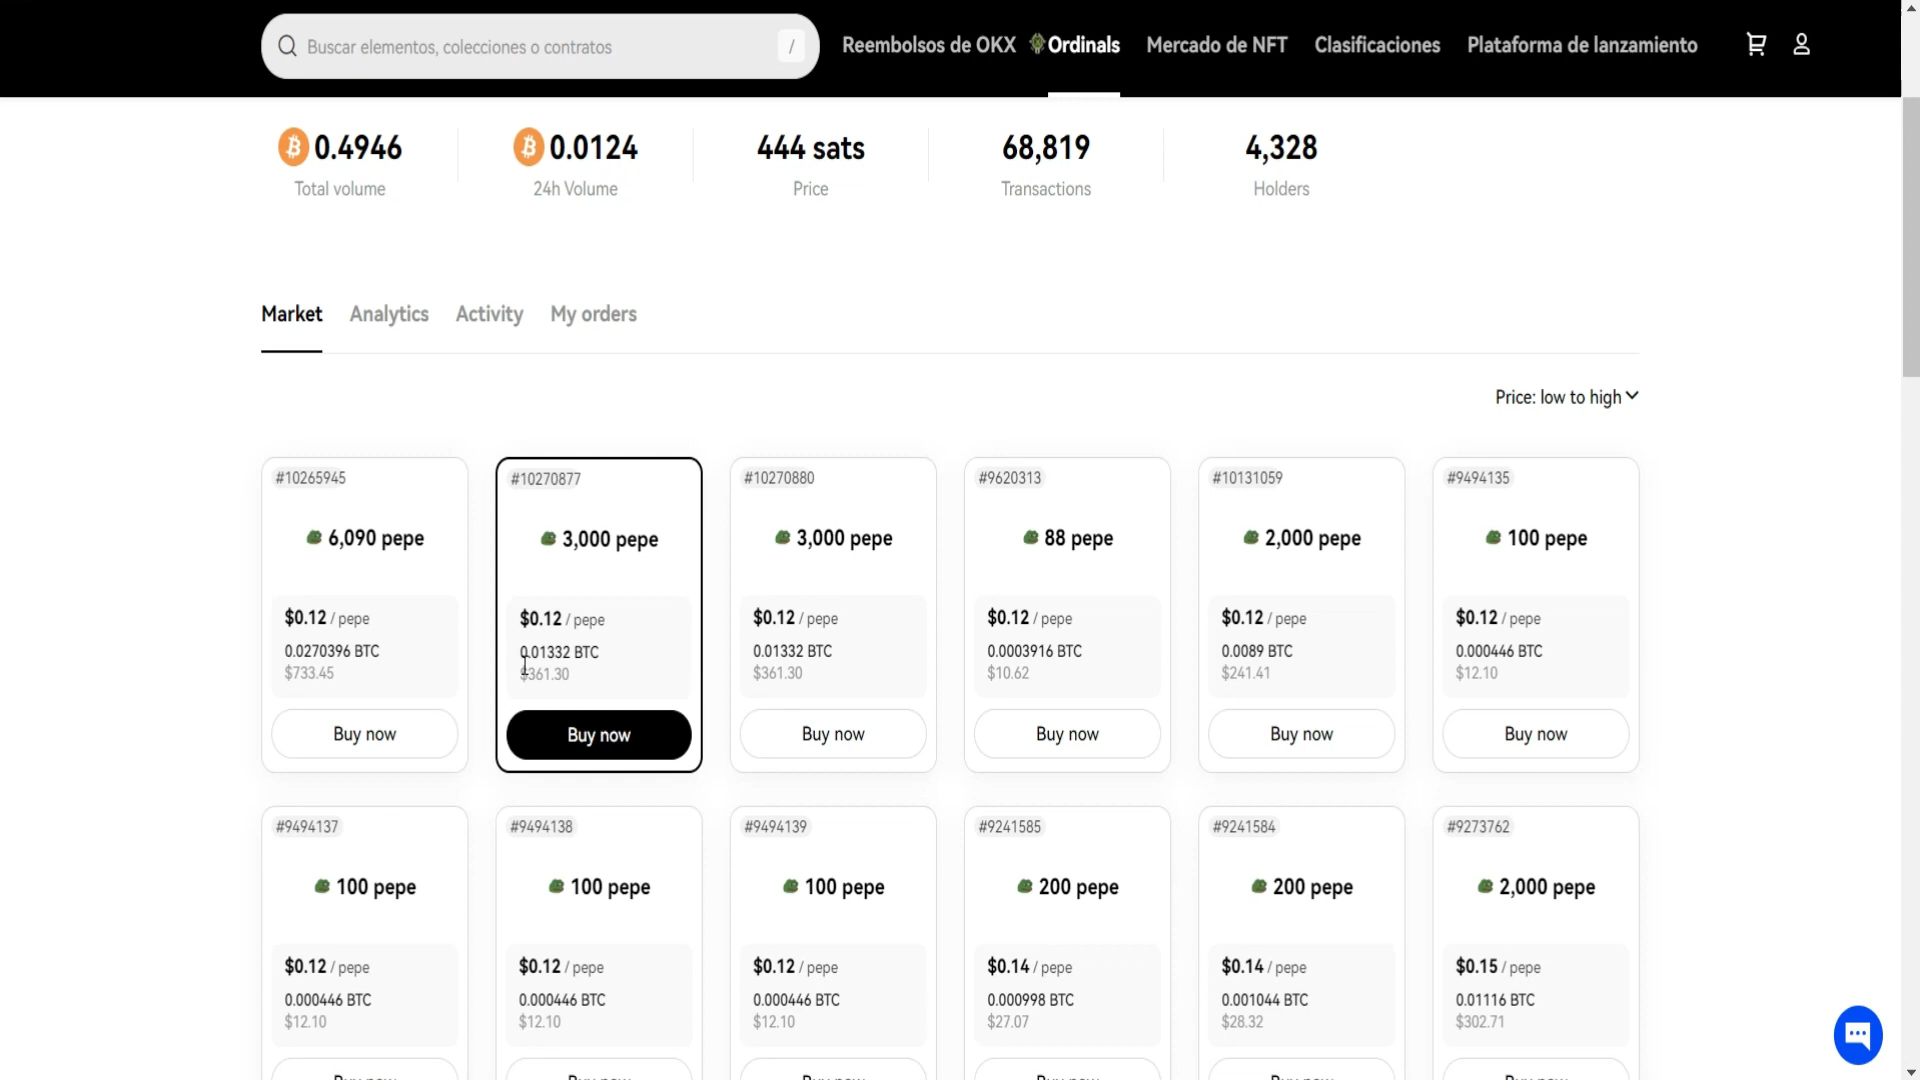 Buscar elementos, colecciones o contratos /
Reembolsos de OKX Ordinals Mercado de NFT Clasificaciones Plataforma de lanzamiento
0.4946 0.0124 444 sats 68,819 4,328
Total volume 24h Volume Price Transactions Holders
Market Analytics Activity My orders
Price: low to high
#10265945 #10270877 #10270880 #9620313 #10131059 #9494135
6,090 pepe 3,000 pepe 3,000 pepe 88 pepe 2,000 pepe 100 pepe
$0.12 / pepe $0.12 / pepe $0.12 / pepe $0.12 / pepe $0.12 / pepe $0.12 / pepe
0.0270396 BTC 0.01332 BTC 0.01332 BTC 0.0003916 BTC 0.0089 BTC 0.000446 BTC
$733.45 $361.30 $361.30 $10.62 $241.41 $12.10
Buy now Buy now Buy now Buy now Buy now Buy now
#9494137 #9494138 #9494139 #9241585 #9241584 #9273762
100 pepe 100 pepe 100 pepe 200 pepe 200 pepe 2,000 pepe
$0.12 / pepe $0.12 / pepe $0.12 / pepe $0.14 / pepe $0.14 / pepe $0.15 / pepe
0.000446 BTC 0.000446 BTC 0.000446 BTC 0.000998 BTC 0.001044 BTC 0.01116 BTC
$12.10 $12.10 $12.10 $27.07 $28.32 $302.71